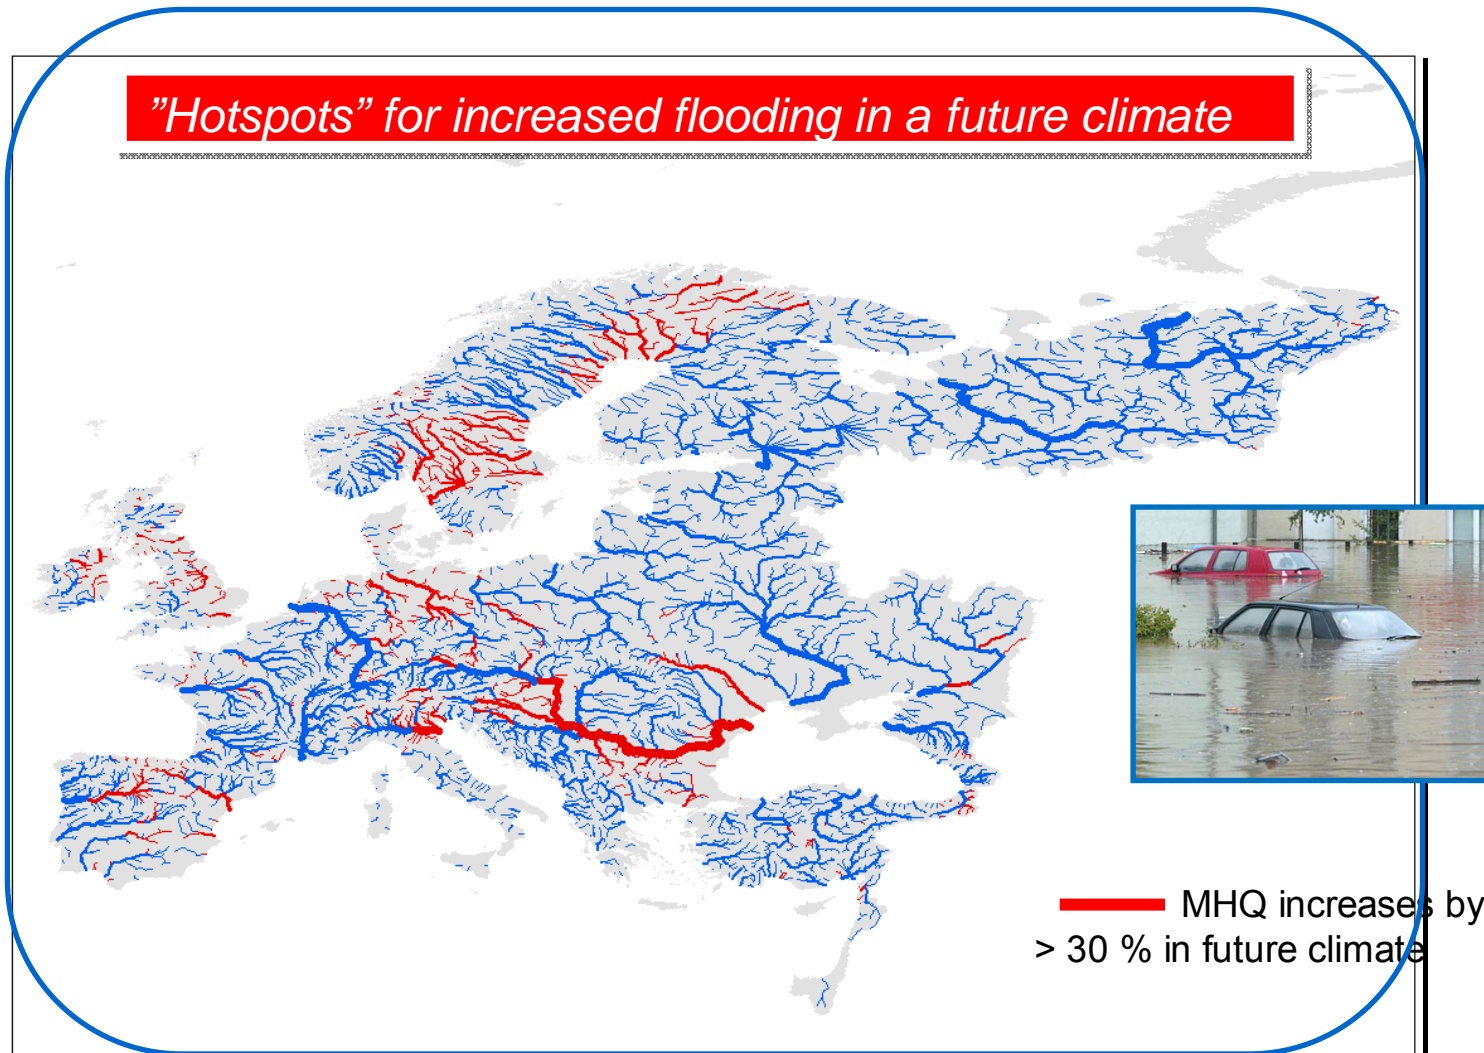 ”Hotspots” for increased flooding in a future climate
MHQ increases by
> 30 % in future climate